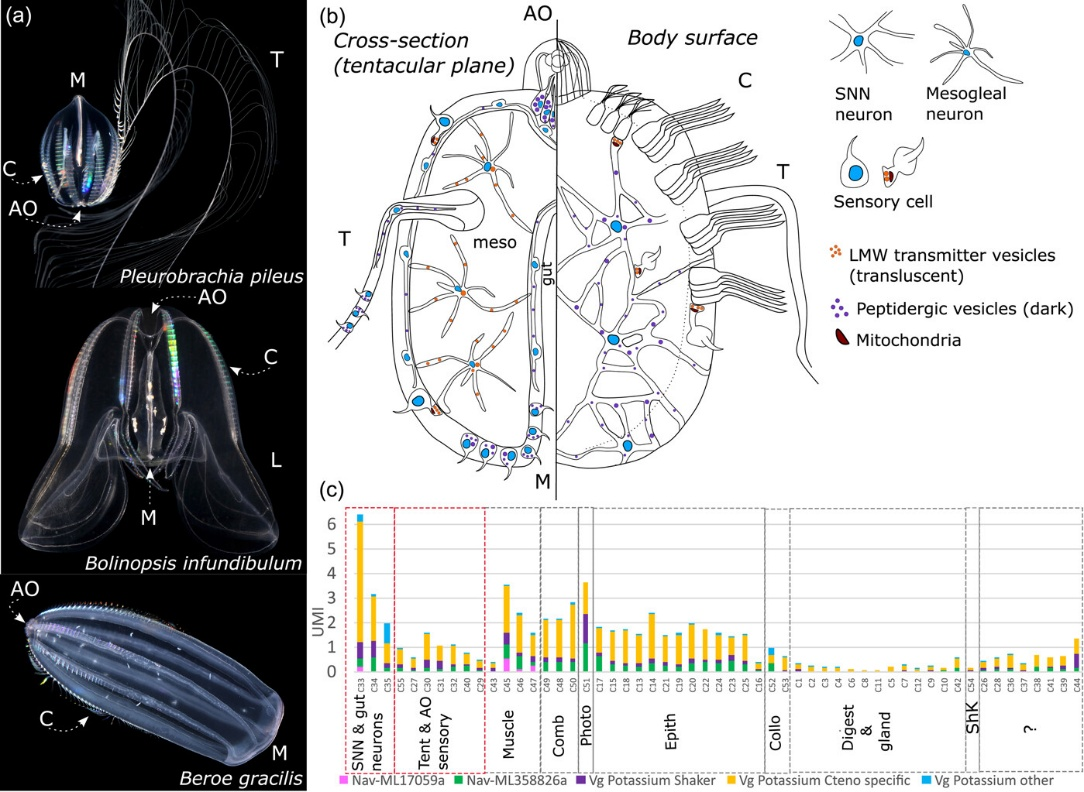 (a)
M
T
C
AO
Pleurobrachia pileus
AO
C
L
M
Bolinopsis infundibulum
AO
C
M
Beroe gracilis
(b)
AO
Cross-section
(tentacular plane)
Body surface
C
T
T
meso
gut
M
SNN
neuron
Mesogleal
neuron
Sensory cell
LMW transmitter vesicles
(translucent)
Peptidergic vesicles (dark)
Mitochondria
(c)
UMI
6
5
4
3
2
1
0
C33 C34 C35 C55 C27 C30 C31 C32 C40 C29 C43 C45 C46 C47 C49 C48 C50 C51 C17 C15 C18 C13 C14 C21 C19 C20 C22 C24 C23 C25 C16 C52 C53 C1 C2 C3 C4 C6 C8 C11 C5 C7 C12 C9 C10 C42 C54 C26 C28 C36 C37 C38 C41 C39 C44
SNN & gut
neurons
Tent & AO
sensory
Muscle
Comb
Photo
Epith
Collo
Digest
&
gland
ShK
?
Nav-ML17059a
Nav-ML358826a
Vg Potassium Shaker
Vg Potassium Cteno specific
Vg Potassium other